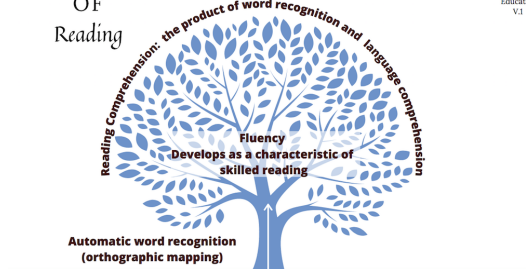 OF
Reading
Educat
V.1
Reading Comprehension: the product of word recognition and language comprehension
Fluency
Develops as a characteristic of
skilled reading
Automatic word recognition
(orthographic mapping)